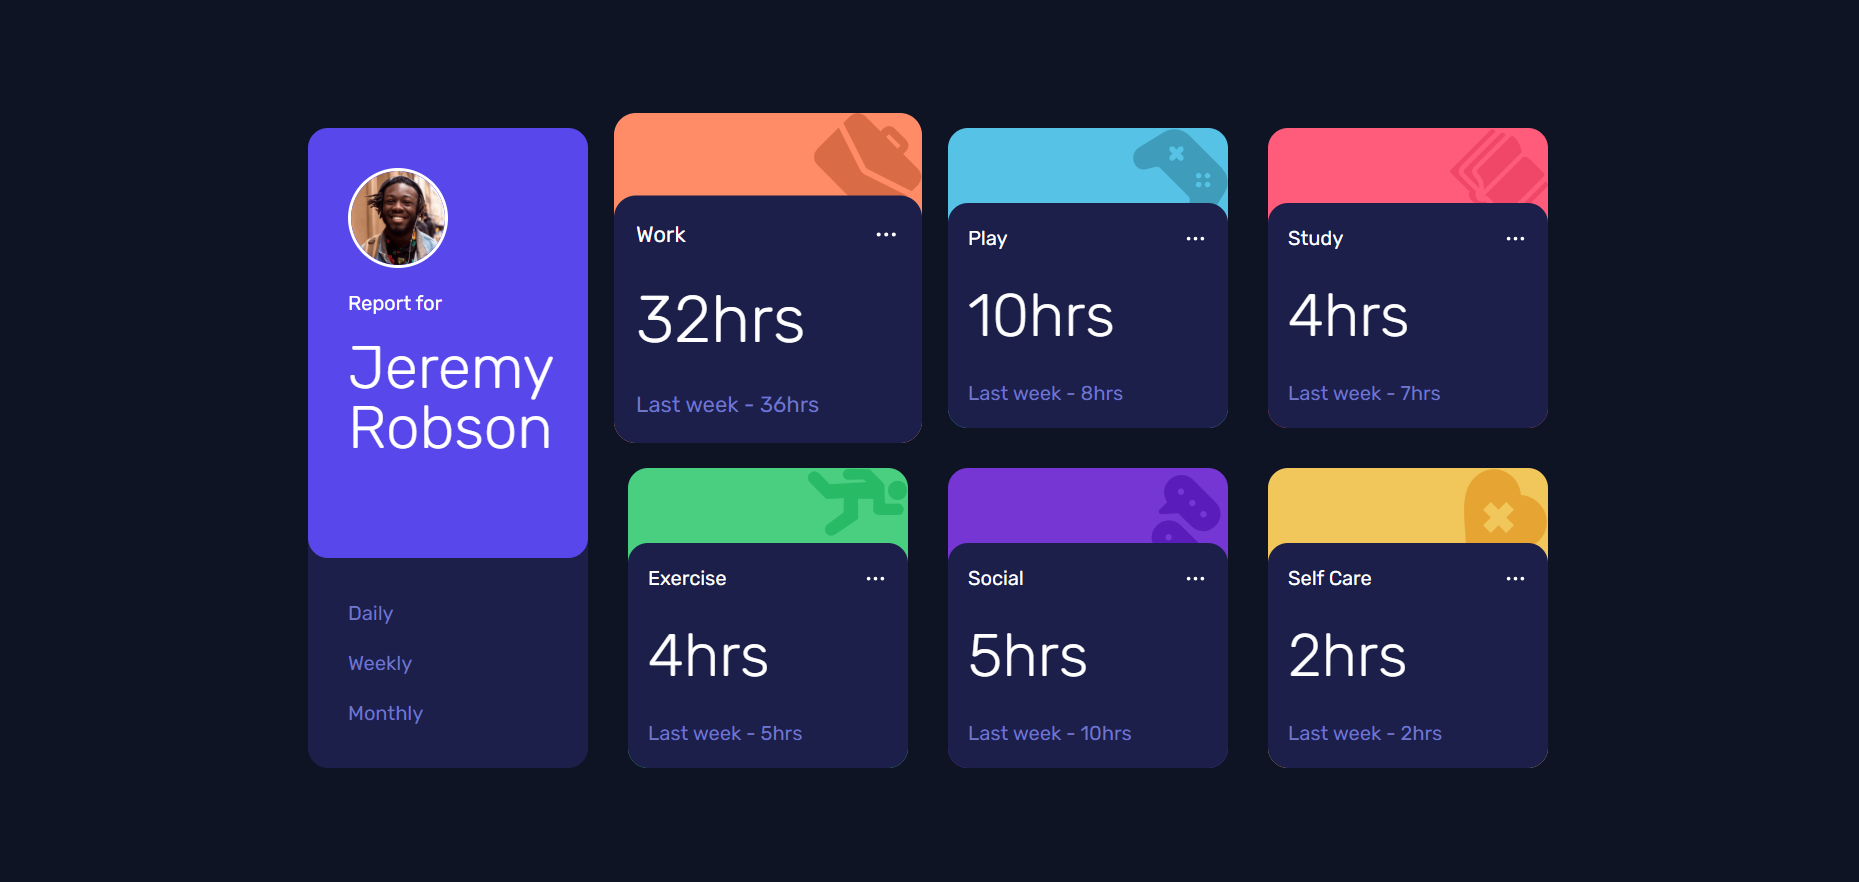 Report for
Jeremy
Robson
Daily
Weekly
Monthly
Work
32hrs
Last week - 36hrs
Play
10hrs
Last week - 8hrs
Study
4hrs
Last week - 7hrs
Exercise
4hrs
Last week - 5hrs
Social
5hrs
Last week - 10hrs
Self Care
2hrs
Last week - 2hrs